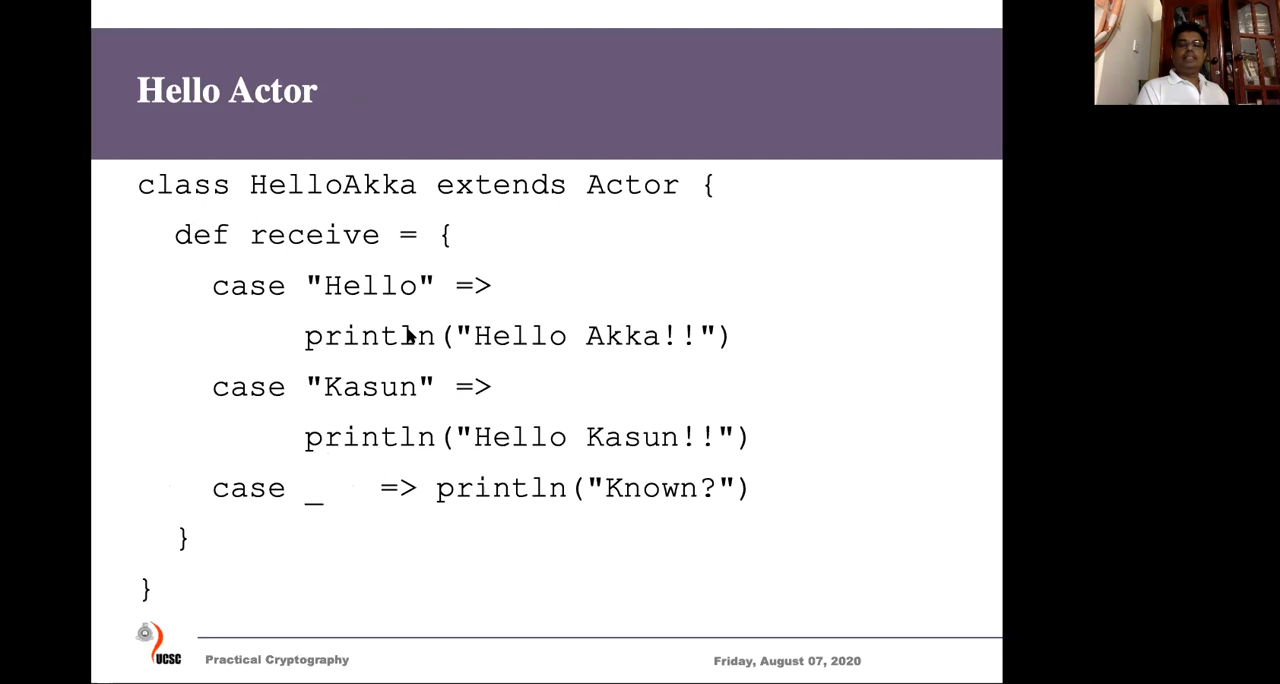 Hello Actor
class HelloAkka extends Actor {
def receive = {
case "Hello" =>
println("Hello Akka!!")
case "Kasun" =>
println("Hello Kasun!!")
case _ => println("Known?")
}
}
UCSC
Practical Cryptography
Friday, August 07, 2020